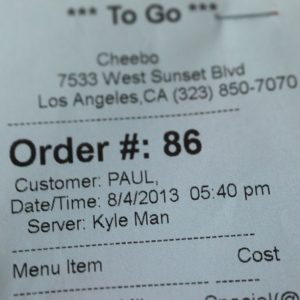 *** To Go ***
Cheebo
7533 West Sunset Blvd
Los Angeles,CA (323) 850-7070
Order #: 86
Customer: PAUL,
Date/Time: 8/4/2013 05:40 pm
Server: Kyle Man
Menu Item Cost